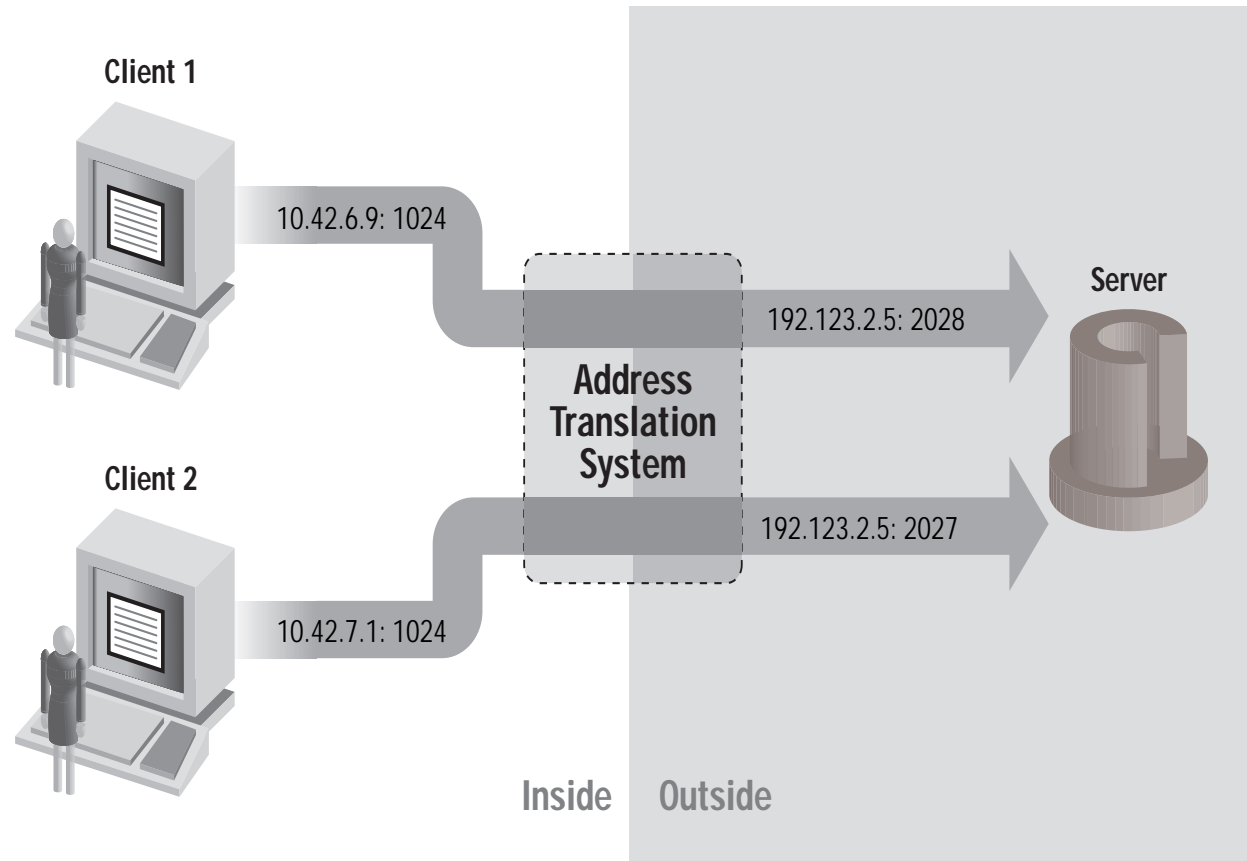 Client 1
10.42.6.9: 1024
Server
192.123.2.5: 2028
Address
Translation
System
Client 2
192.123.2.5: 2027
10.42.7.1: 1024
Inside
Outside